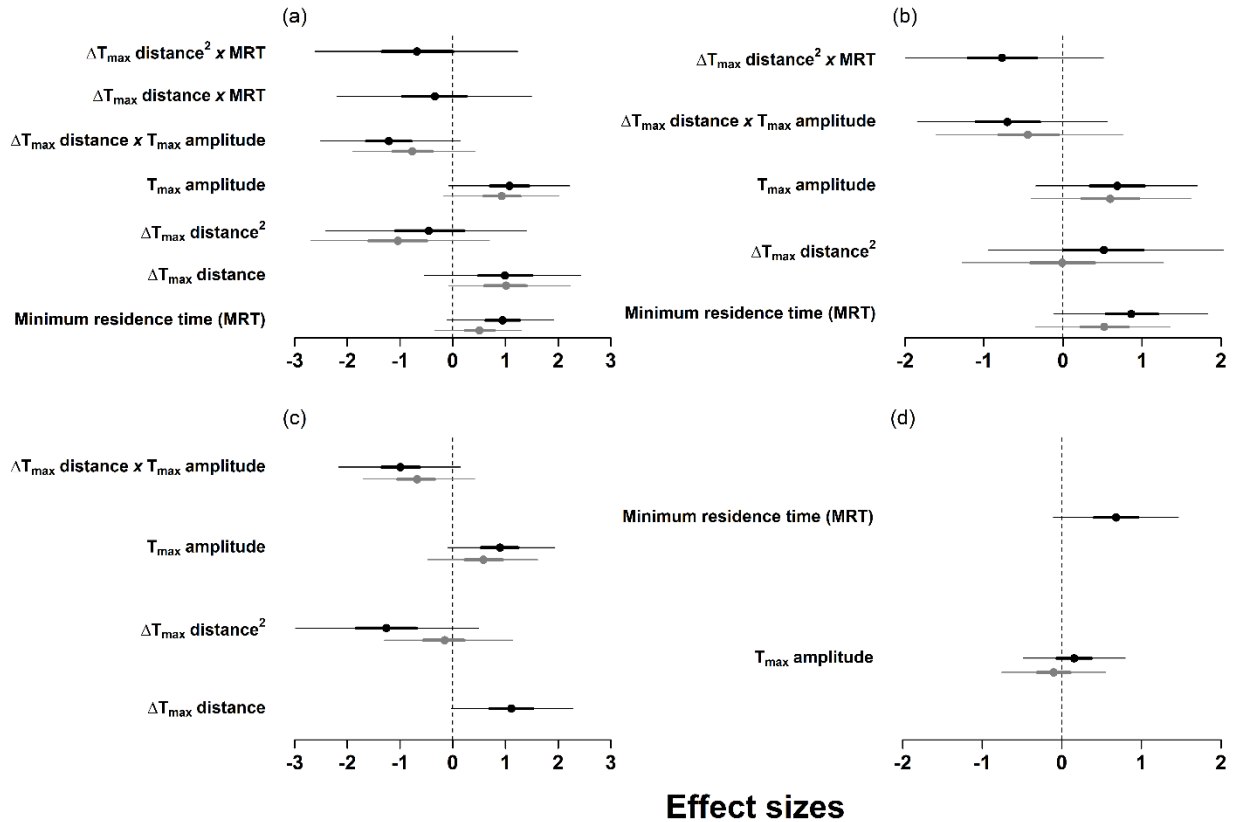 (a)
ΔTmax distance² x MRT
ΔTmax distance x MRT
ΔTmax distance x Tmax amplitude
Tmax amplitude
ΔTmax distance²
ΔTmax distance
Minimum residence time (MRT)
-3 -2 -1 0 1 2 3
(b)
ΔTmax distance² x MRT
ΔTmax distance x Tmax amplitude
Tmax amplitude
ΔTmax distance²
Minimum residence time (MRT)
-2 -1 0 1 2
(c)
ΔTmax distance x Tmax amplitude
Tmax amplitude
ΔTmax distance²
ΔTmax distance
-3 -2 -1 0 1 2 3
(d)
Minimum residence time (MRT)
Tmax amplitude
-2 -1 0 1 2
Effect sizes